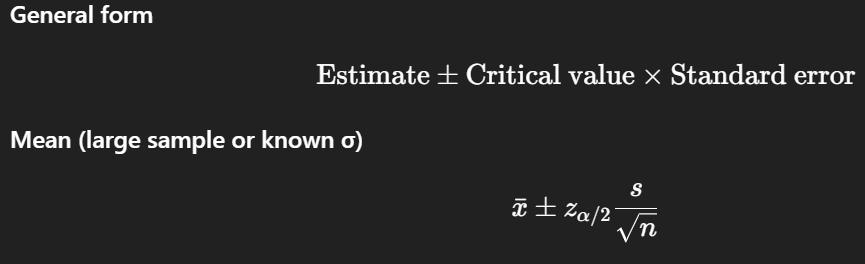 General form
Estimate ± Critical value × Standard error
Mean (large sample or known σ)
x̄ ± z_{α/2} s/√n